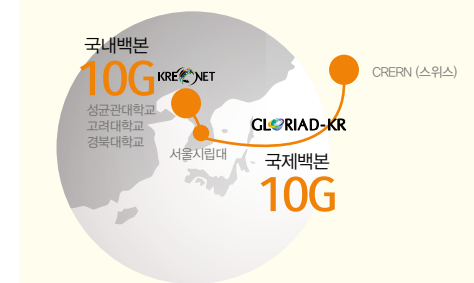 국내백본
10G
KREONET
성균관대학교
고려대학교
경북대학교
서울시립대
CRERN (스위스)
GLORIAD-KR
국제백본
10G